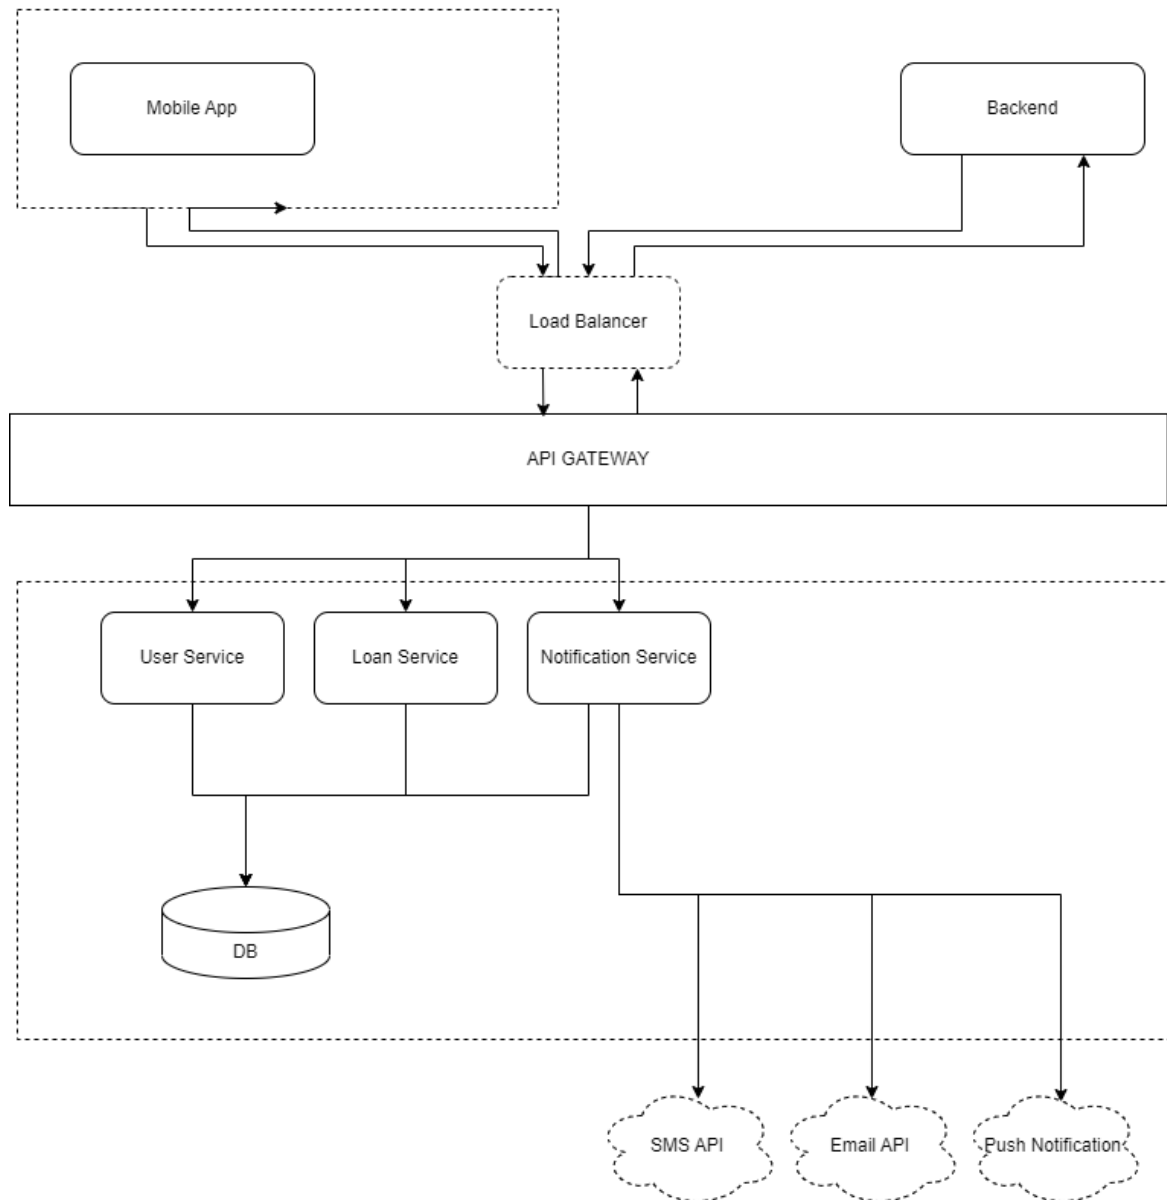 Mobile App
Backend
Load Balancer
API GATEWAY
User Service
Loan Service
Notification Service
DB
SMS API
Email API
Push Notification